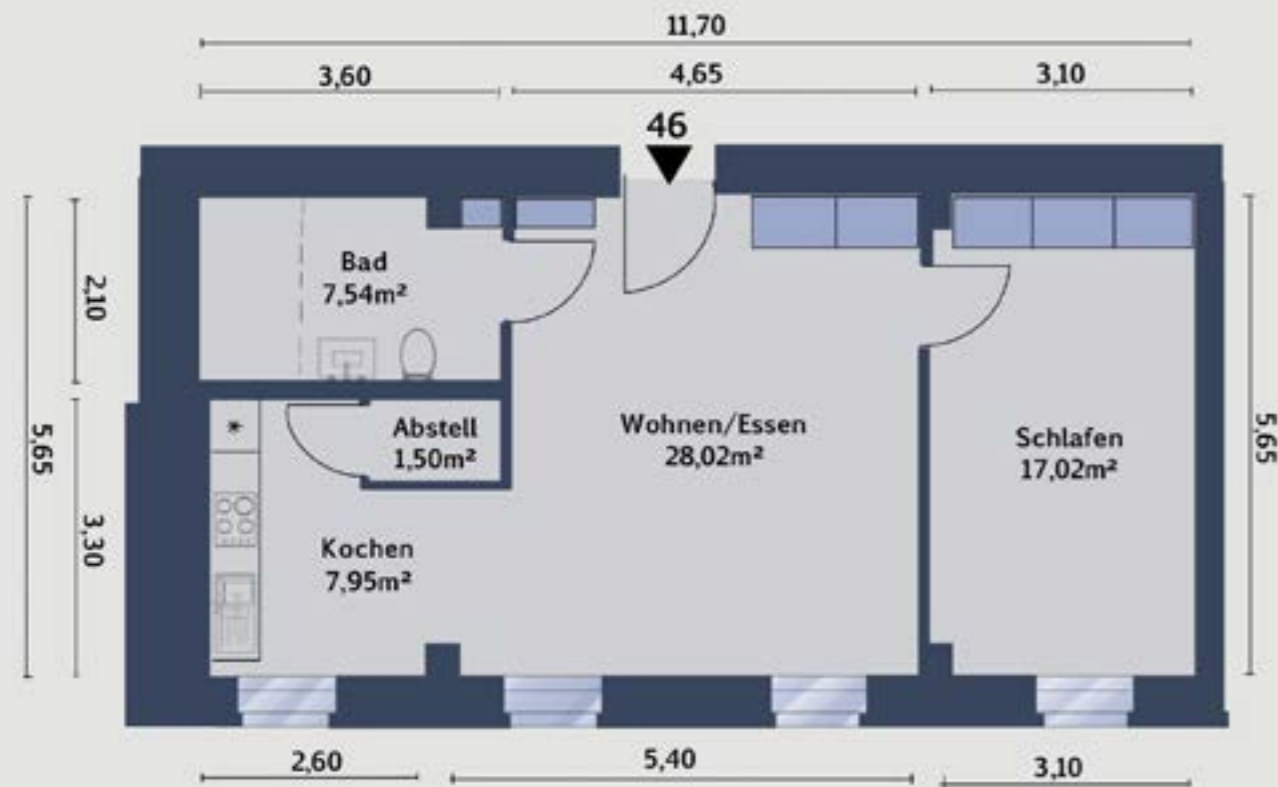 11,70
3,60
4,65
3,10
46
Bad
7,54m²
2,10
5,65
3,30
Abstell
1,50m²
Wohnen/Essen
28,02m²
Schlafen
17,02m²
5,65
Kochen
7,95m²
2,60
5,40
3,10